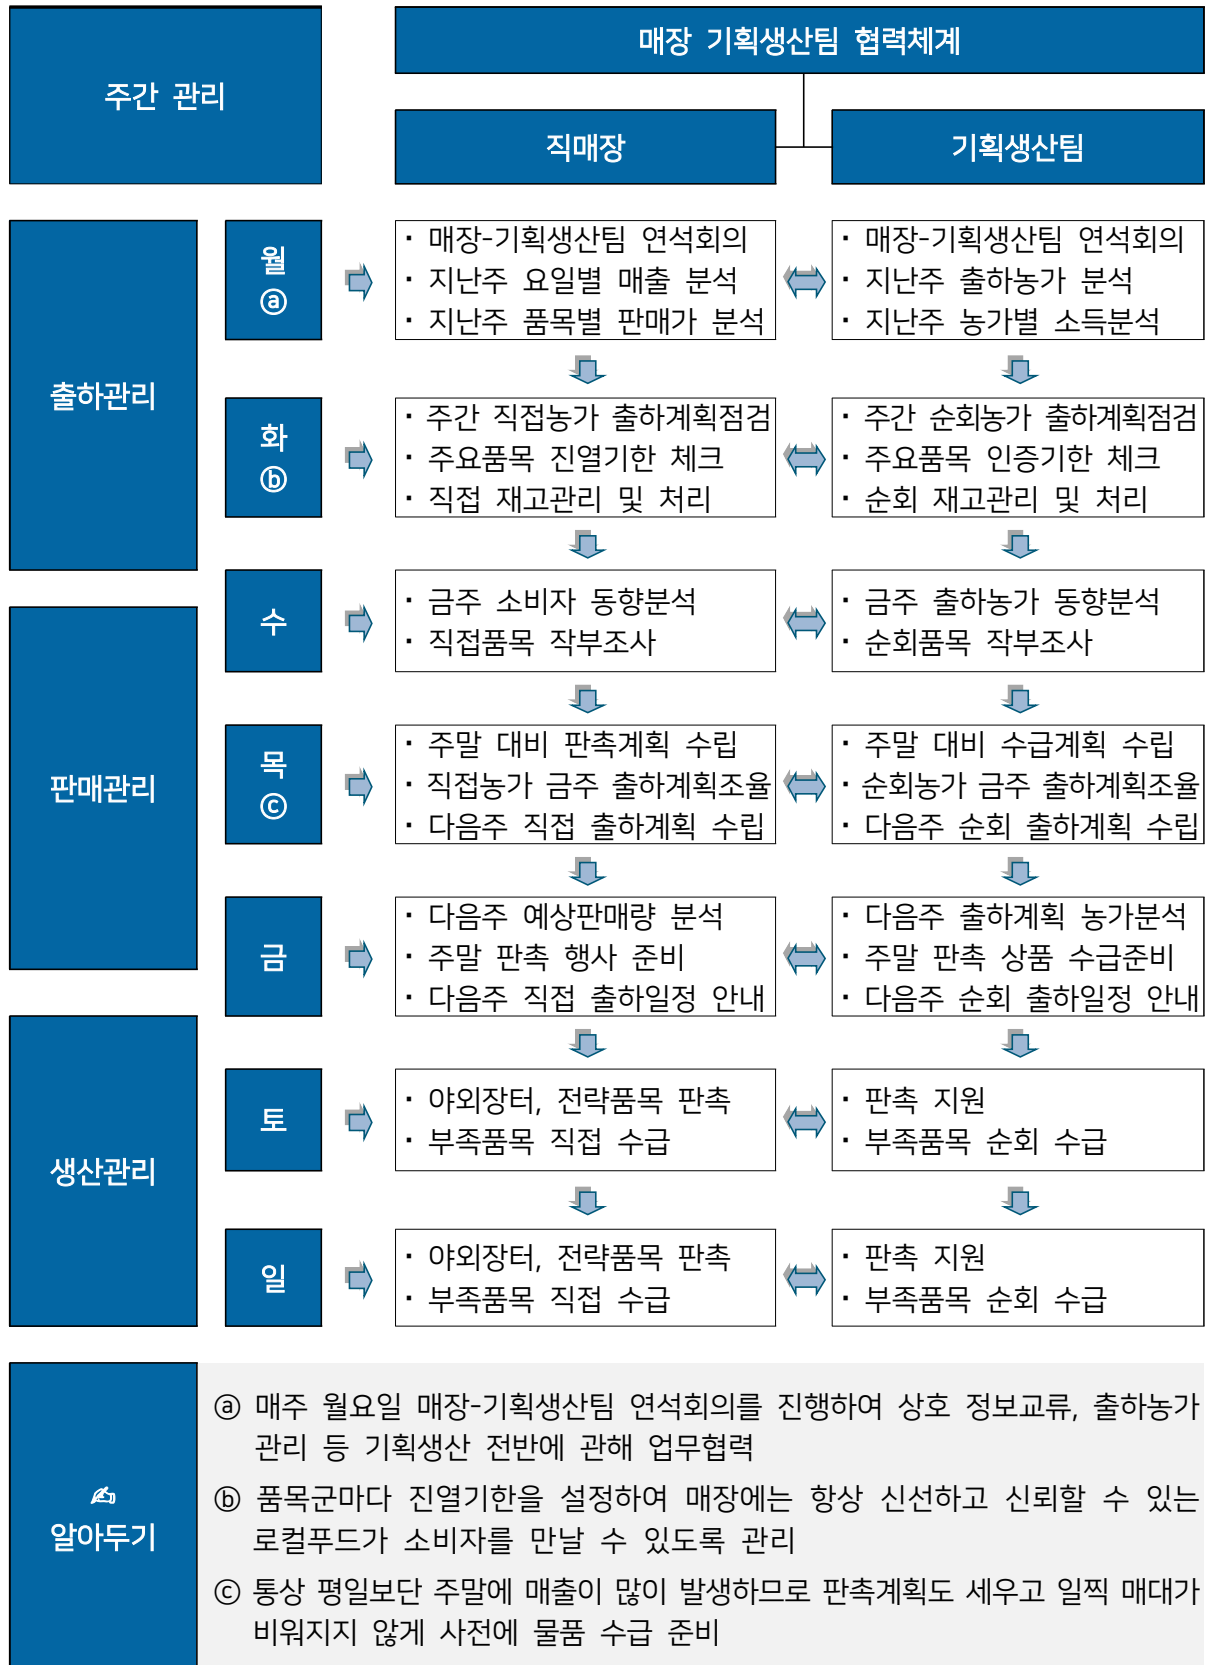 주간 관리
매장 기획생산팀 협력체계
직매장
기획생산팀
출하관리
월
ⓐ
· 매장-기획생산팀 연석회의
· 지난주 요일별 매출 분석
· 지난주 품목별 판매가 분석
· 매장-기획생산팀 연석회의
· 지난주 출하농가 분석
· 지난주 농가별 소득분석
화
ⓑ
· 주간 직접농가 출하계획점검
· 주요품목 진열기한 체크
· 직접 재고관리 및 처리
· 주간 순회농가 출하계획점검
· 주요품목 인증기한 체크
· 순회 재고관리 및 처리
판매관리
수
· 금주 소비자 동향분석
· 직접품목 작부조사
· 금주 출하농가 동향분석
· 순회품목 작부조사
목
ⓒ
· 주말 대비 판촉계획 수립
· 직접농가 금주 출하계획조율
· 다음주 직접 출하계획 수립
· 주말 대비 수급계획 수립
· 순회농가 금주 출하계획조율
· 다음주 순회 출하계획 수립
금
· 다음주 예상판매량 분석
· 주말 판촉 행사 준비
· 다음주 직접 출하일정 안내
· 다음주 출하계획 농가분석
· 주말 판촉 상품 수급준비
· 다음주 순회 출하일정 안내
생산관리
토
· 야외장터, 전략품목 판촉
· 부족품목 직접 수급
· 판촉 지원
· 부족품목 순회 수급
일
· 야외장터, 전략품목 판촉
· 부족품목 직접 수급
· 판촉 지원
· 부족품목 순회 수급
✍
알아두기
ⓐ 매주 월요일 매장-기획생산팀 연석회의를 진행하여 상호 정보교류, 출하농가
관리 등 기획생산 전반에 관해 업무협력
ⓑ 품목군마다 진열기한을 설정하여 매장에는 항상 신선하고 신뢰할 수 있는
로컬푸드가 소비자를 만날 수 있도록 관리
ⓒ 통상 평일보단 주말에 매출이 많이 발생하므로 판촉계획도 세우고 일찍 매대가
비워지지 않게 사전에 물품 수급 준비